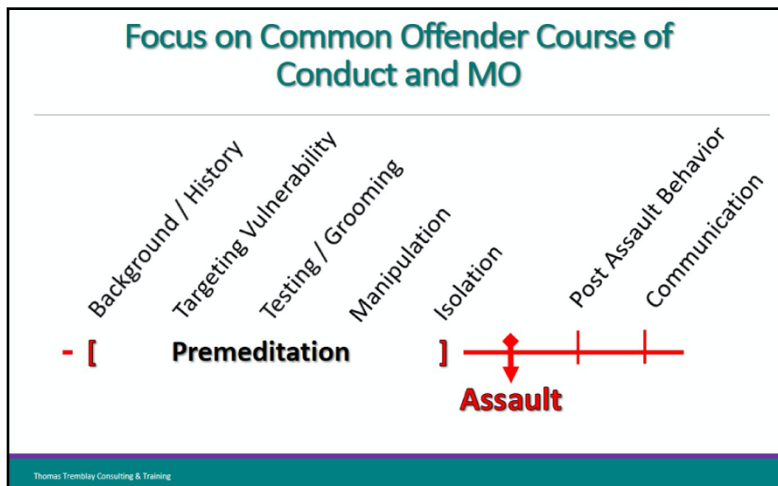 Focus on Common Offender Course of
Conduct and MO
Background / History
Targeting Vulnerability
Testing / Grooming
Manipulation
Isolation
Post Assault Behavior
Communication
- [ Premeditation ]
Assault
Thomas Tremblay Consulting & Training